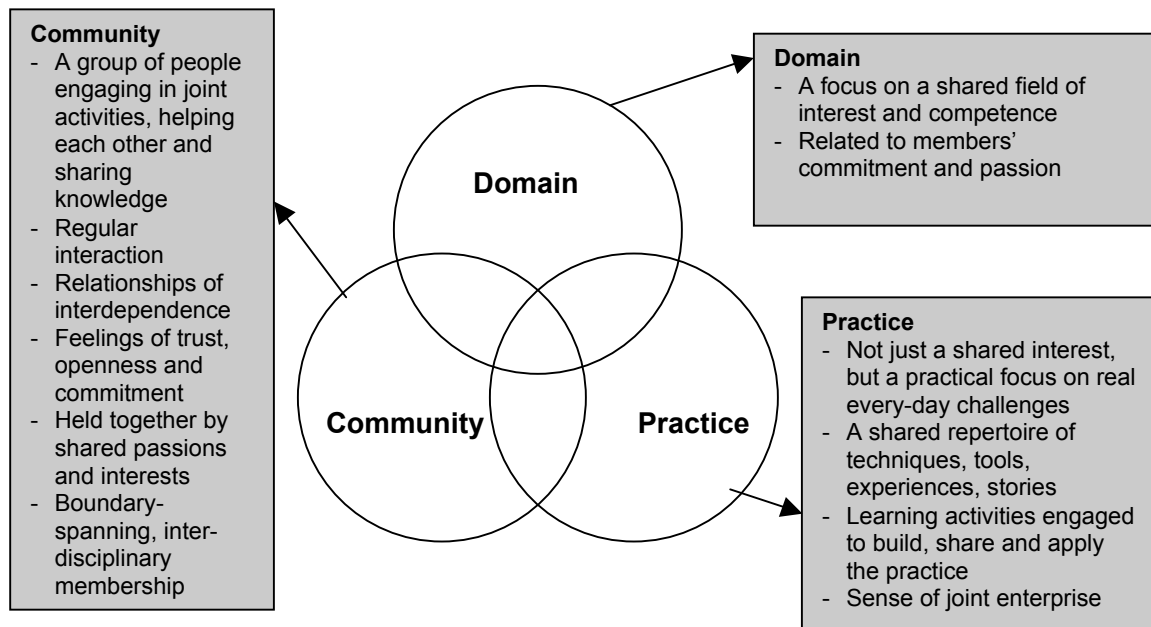 Community
- A group of people
engaging in joint
activities, helping
each other and
sharing
knowledge
- Regular
interaction
- Relationships of
interdependence
- Feelings of trust,
openness and
commitment
- Held together by
shared passions
and interests
- Boundary-
spanning, inter-
disciplinary
membership
Domain
- A focus on a shared field of
interest and competence
- Related to members’
commitment and passion
Domain
Community
Practice
Practice
- Not just a shared interest,
but a practical focus on real
every-day challenges
- A shared repertoire of
techniques, tools,
experiences, stories
- Learning activities engaged
to build, share and apply
the practice
- Sense of joint enterprise